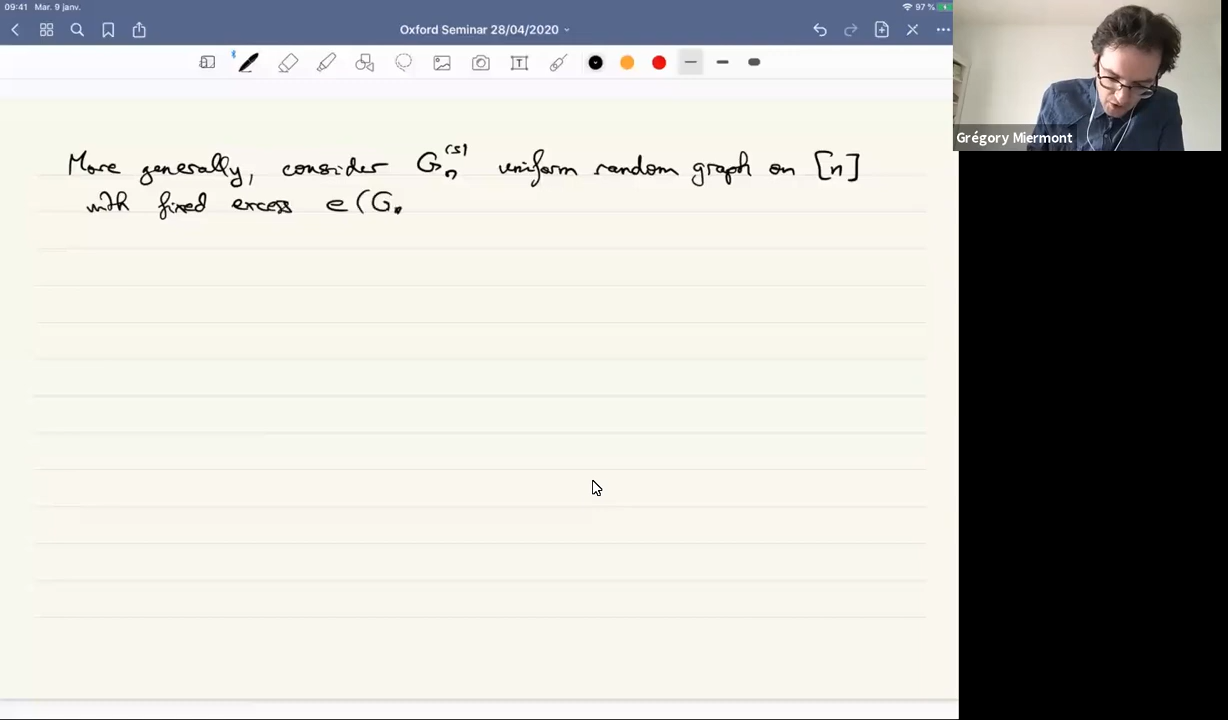 09:41 Mar. 9 janv.
97 %
Oxford Seminar 28/04/2020
Grégory Miermont
More generally, consider G_n^(s) uniform random graph on [n]
with fixed excess e(G.